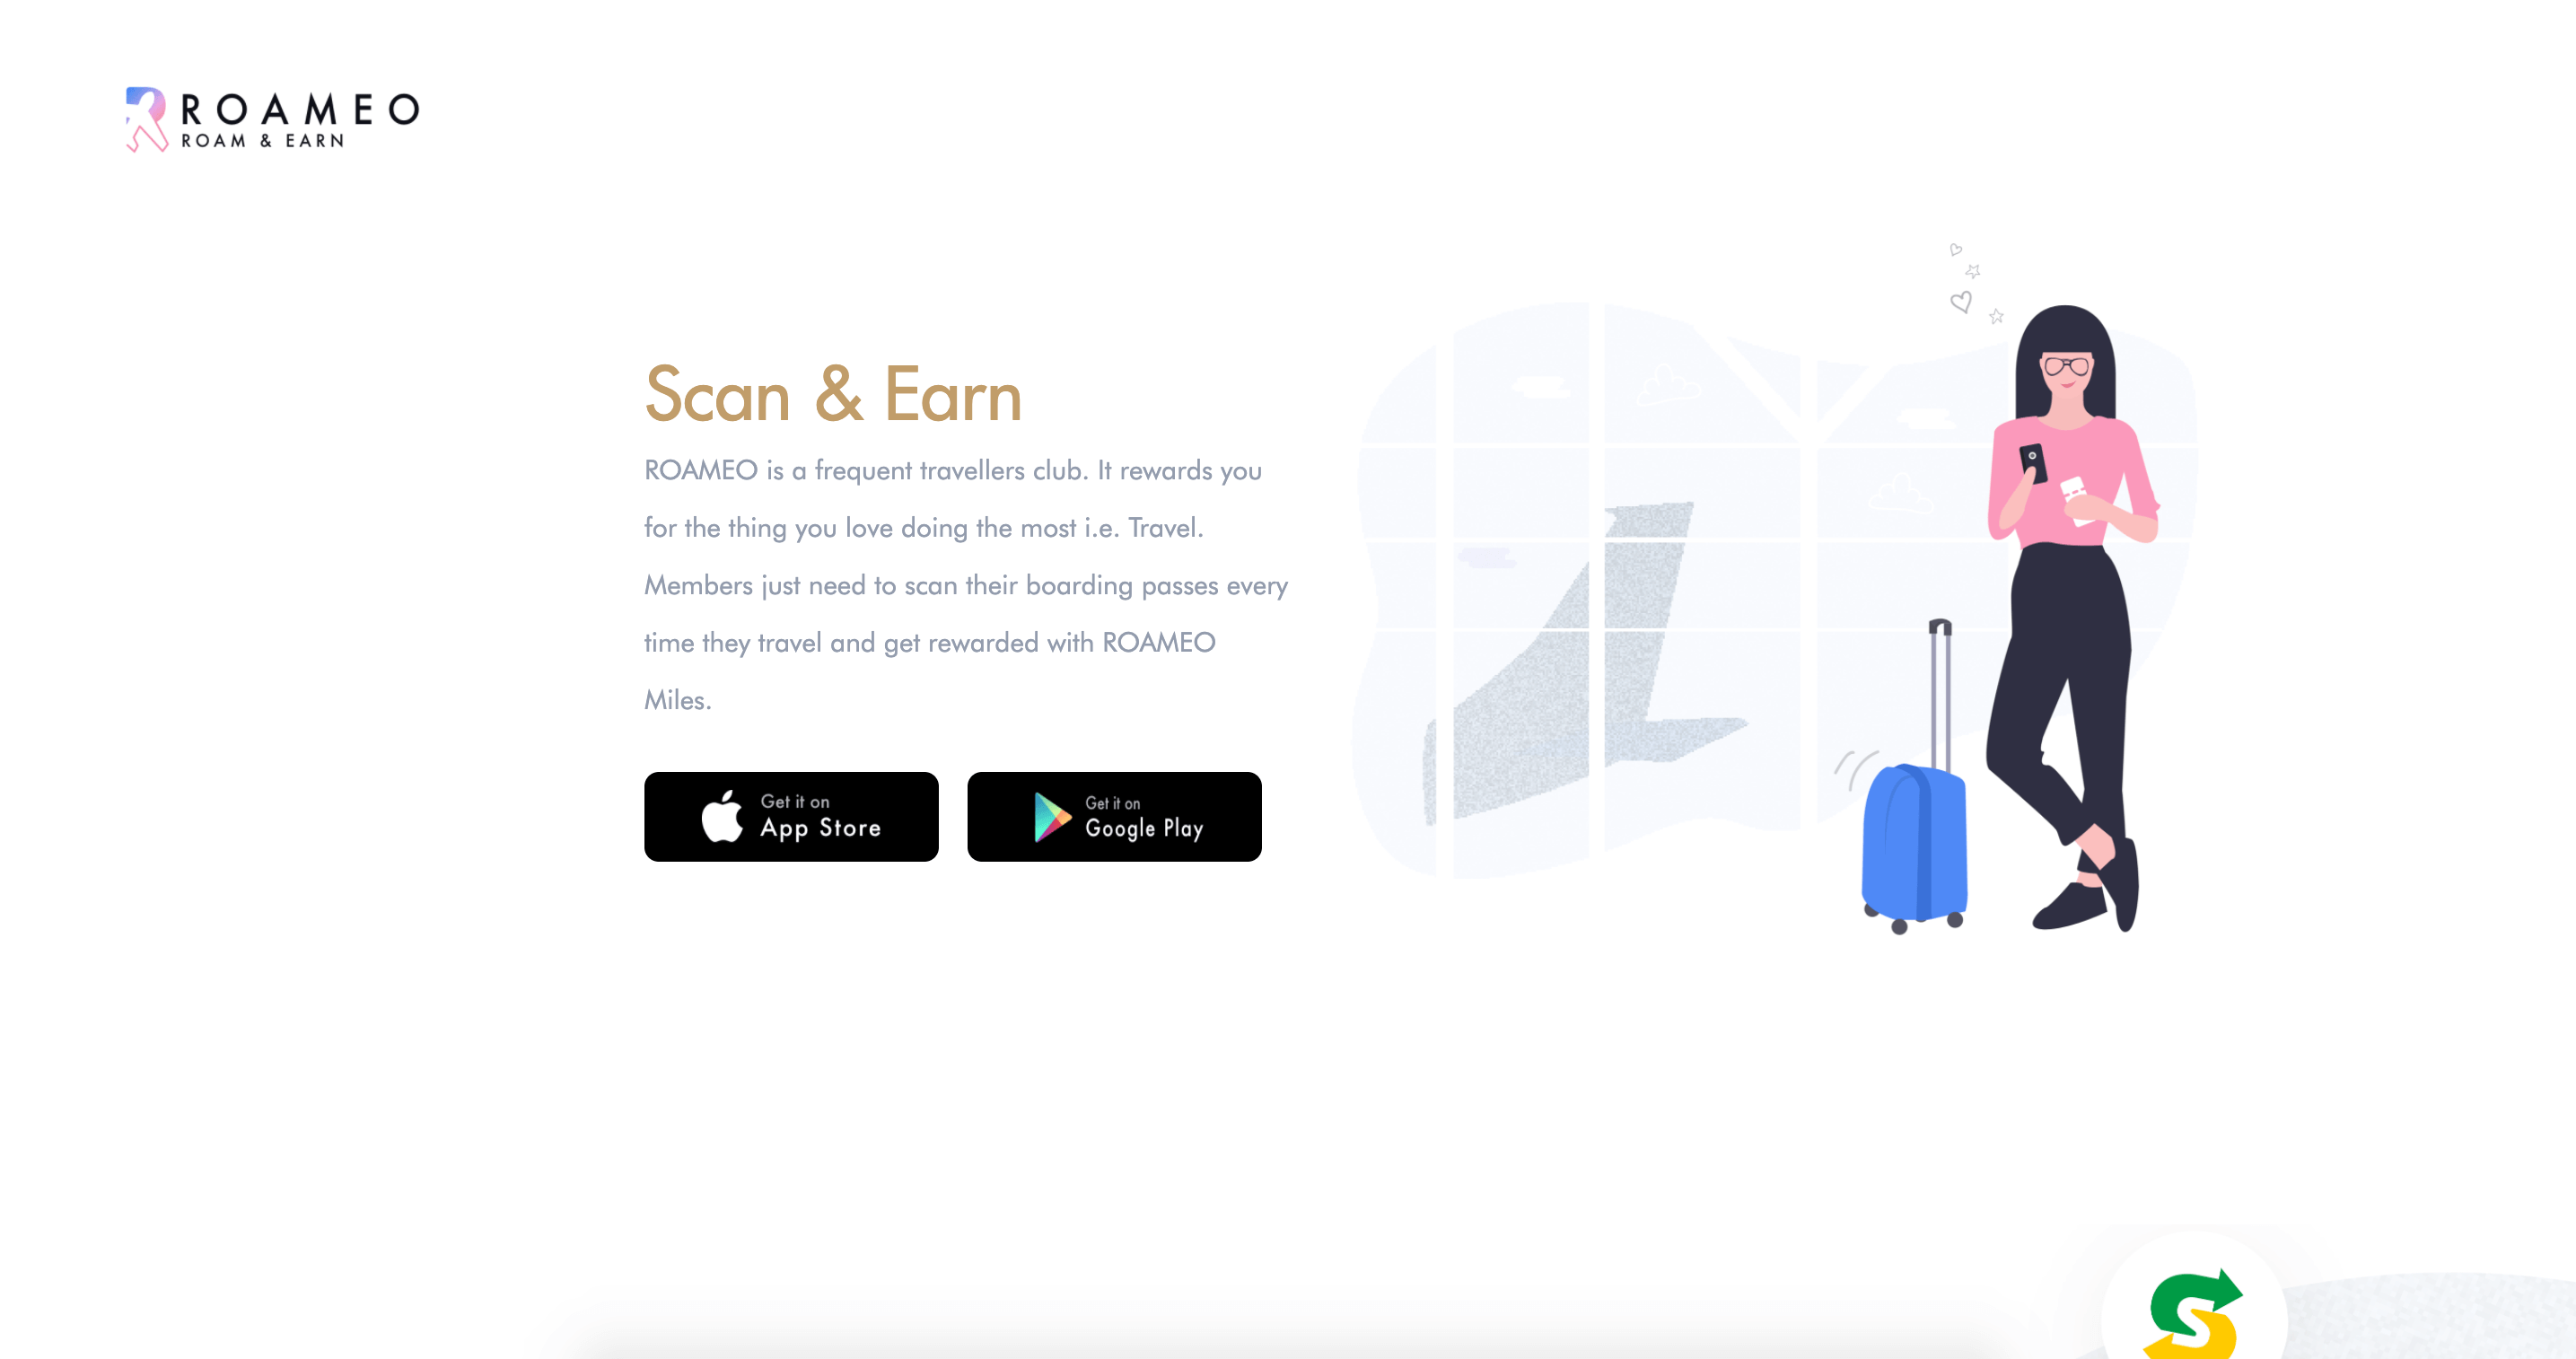 ROAMEO
ROAM & EARN
Scan & Earn
ROAMEO is a frequent travellers club. It rewards you
for the thing you love doing the most i.e. Travel.
Members just need to scan their boarding passes every
time they travel and get rewarded with ROAMEO
Miles.
Get it on
App Store
Get it on
Google Play